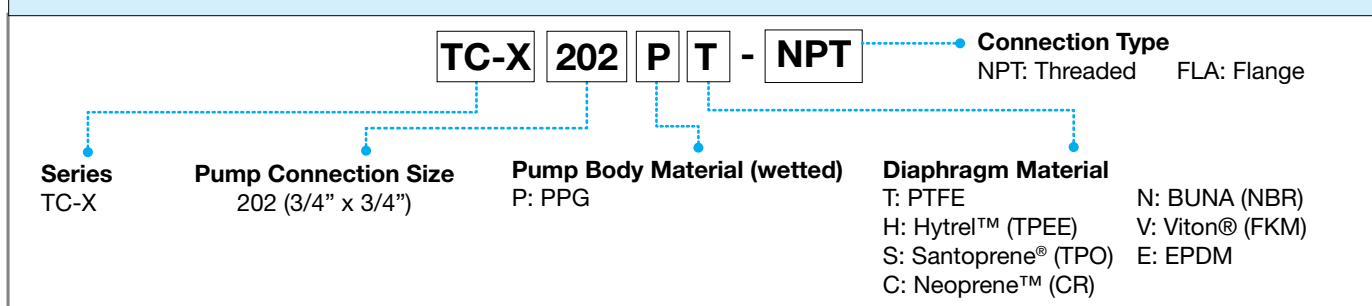 TC-X 202 P T - NPT
Connection Type
NPT: Threaded FLA: Flange
Series
TC-X
Pump Connection Size
202 (3/4” x 3/4”)
Pump Body Material (wetted)
P: PPG
Diaphragm Material
T: PTFE
H: Hytrel™ (TPEE)
S: Santoprene® (TPO)
C: Neoprene™ (CR)
N: BUNA (NBR)
V: Viton® (FKM)
E: EPDM